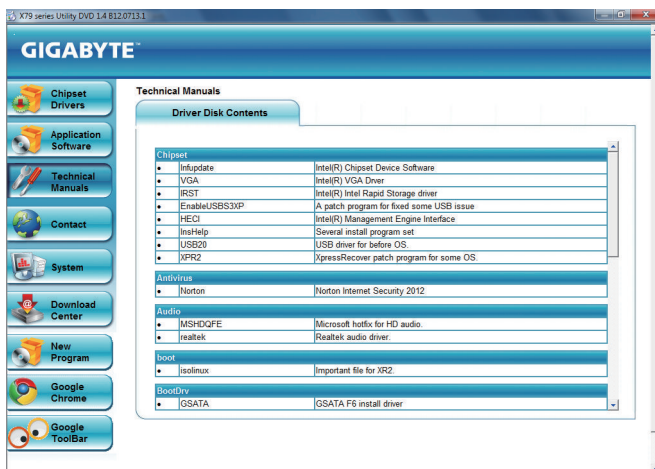 X79 series Utility DVD 1.4 B12.0713.1
GIGABYTE™
Chipset
Drivers
Application
Software
Technical
Manuals
Contact
System
Download
Center
New
Program
Google
Chrome
Google
ToolBar
Technical Manuals
Driver Disk Contents
Chipset
• Infupdate Intel(R) Chipset Device Software
• VGA Intel(R) VGA Drver
• IRST Intel(R) Intel Rapid Storage driver
• EnableUSBS3XP A patch program for fixed some USB issue
• HECI Intel(R) Management Engine Interface
• InsHelp Several install program set
• USB20 USB driver for before OS.
• XPR2 XpressRecover patch program for some OS.
Antivirus
• Norton Norton Internet Security 2012
Audio
• MSHDQFE Microsoft hotfix for HD audio.
• realtek Realtek audio driver.
boot
• isolinux Important file for XR2.
BootDrv
• GSATA GSATA F6 install driver